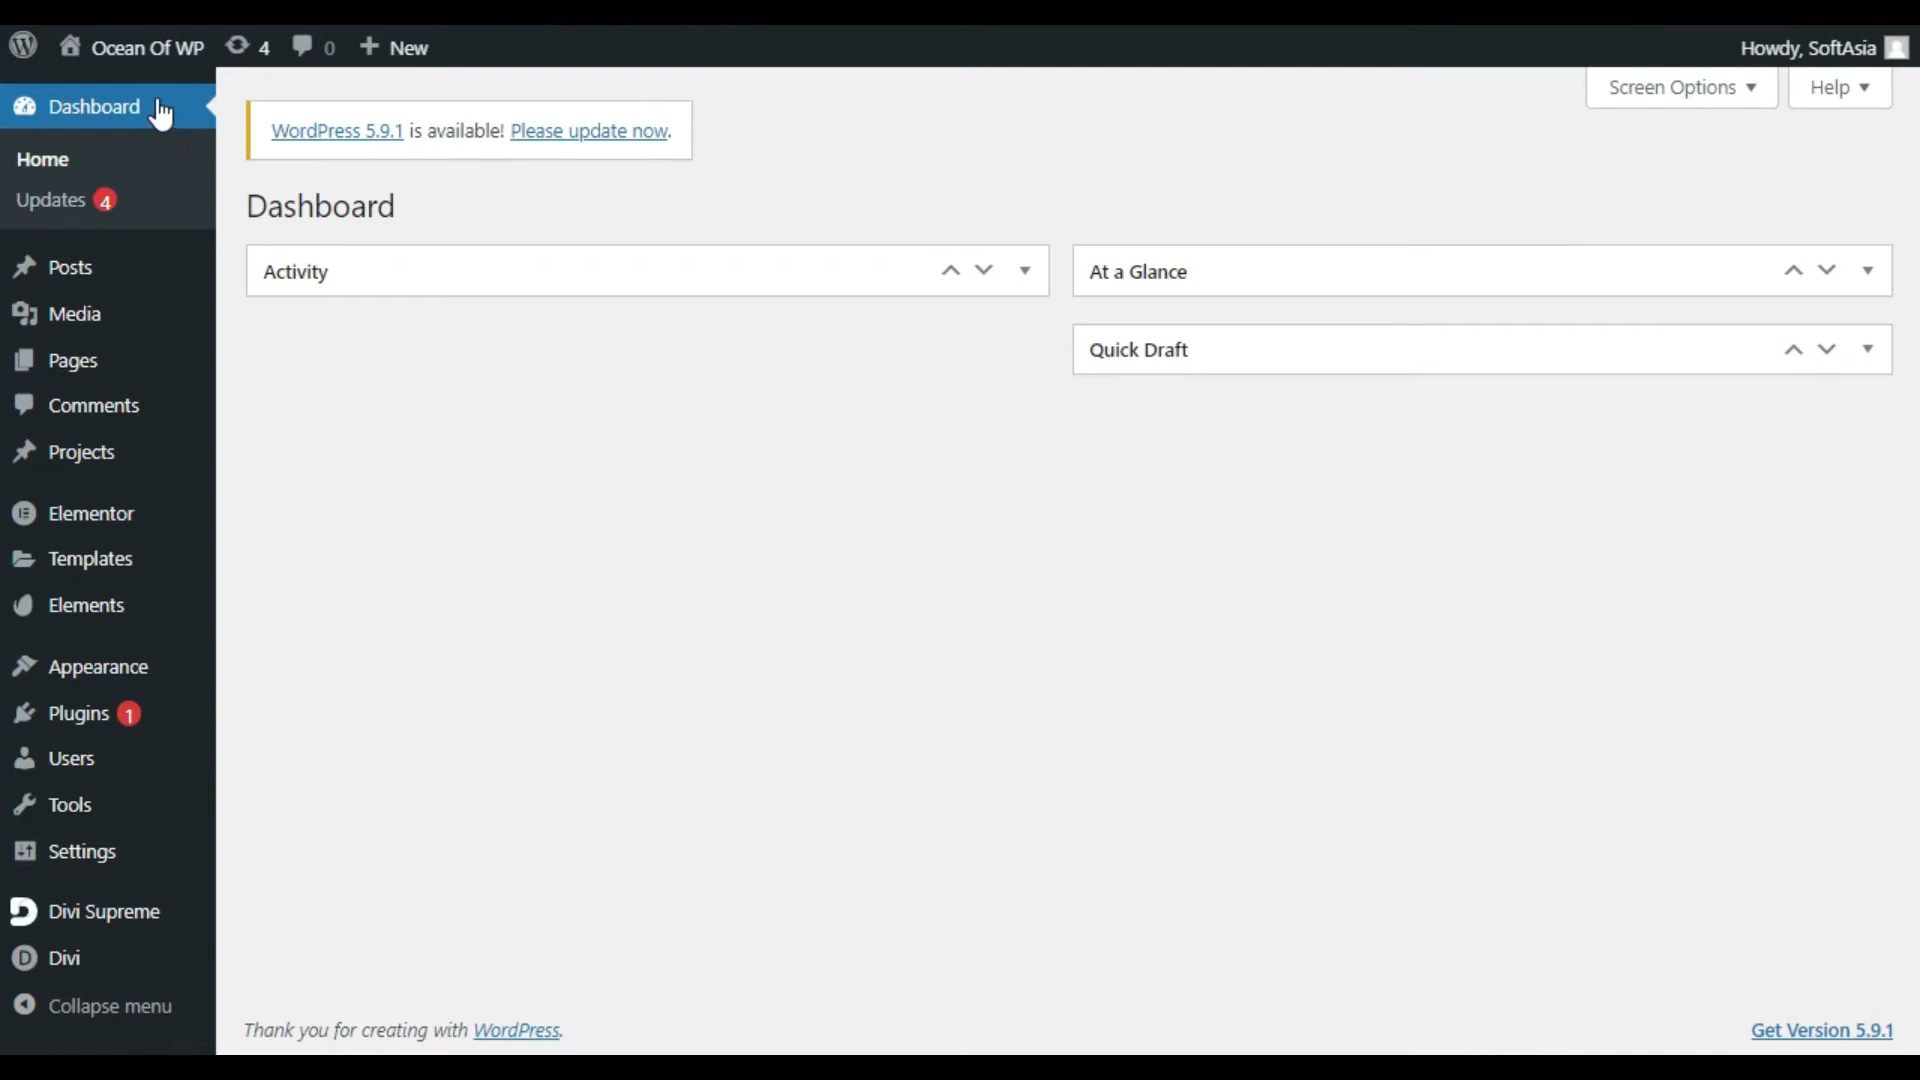 Ocean Of WP 4 0 New Howdy, SoftAsia
Dashboard
Home
Updates 4
Posts
Media
Pages
Comments
Projects
Elementor
Templates
Elements
Appearance
Plugins 1
Users
Tools
Settings
Divi Supreme
Divi
Collapse menu
Screen Options Help
WordPress 5.9.1 is available! Please update now.
Dashboard
Activity
At a Glance
Quick Draft
Thank you for creating with WordPress.
Get Version 5.9.1